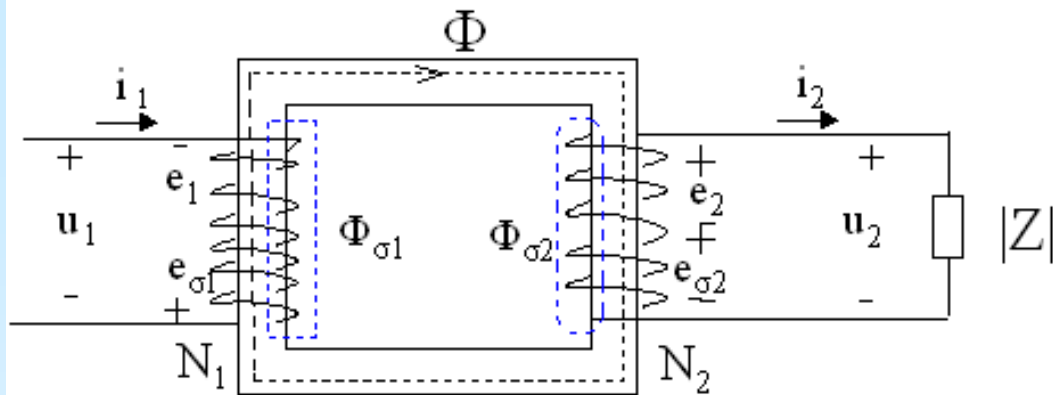 Φ
i₁ i₂
+ - + +
e₁ e₂
u₁ Φσ1 Φσ2 + - u₂ |Z|
eσ1 eσ2
- + - -
N₁ N₂